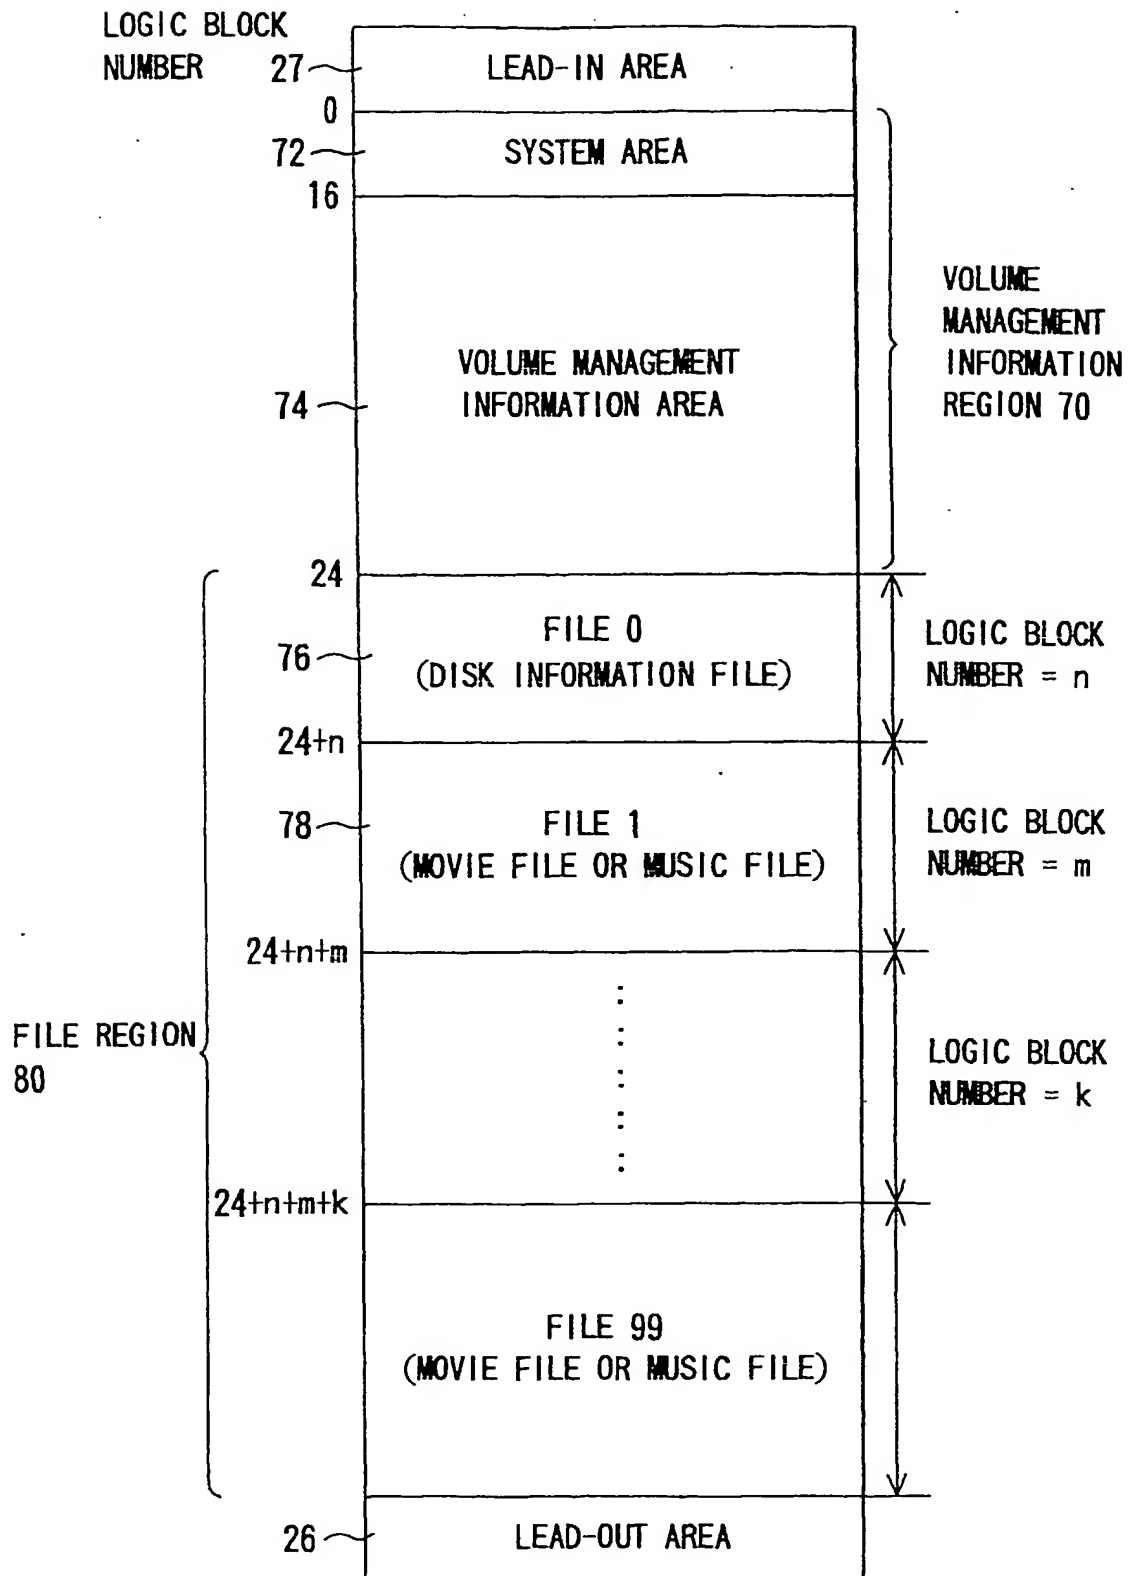 LOGIC BLOCK
NUMBER
27
LEAD-IN AREA
0
72
SYSTEM AREA
16
VOLUME
MANAGEMENT
INFORMATION
REGION 70
74
VOLUME MANAGEMENT
INFORMATION AREA
24
76
FILE 0
(DISK INFORMATION FILE)
LOGIC BLOCK
NUMBER = n
24+n
78
FILE 1
(MOVIE FILE OR MUSIC FILE)
LOGIC BLOCK
NUMBER = m
24+n+m
FILE REGION
80
LOGIC BLOCK
NUMBER = k
24+n+m+k
FILE 99
(MOVIE FILE OR MUSIC FILE)
26
LEAD-OUT AREA